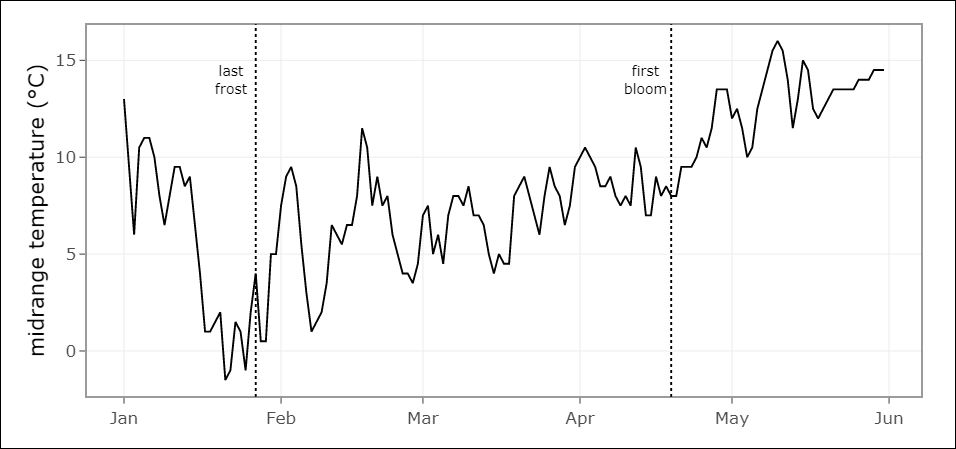 midrange temperature (°C)
15
10
5
0
last
frost
first
bloom
Jan
Feb
Mar
Apr
May
Jun